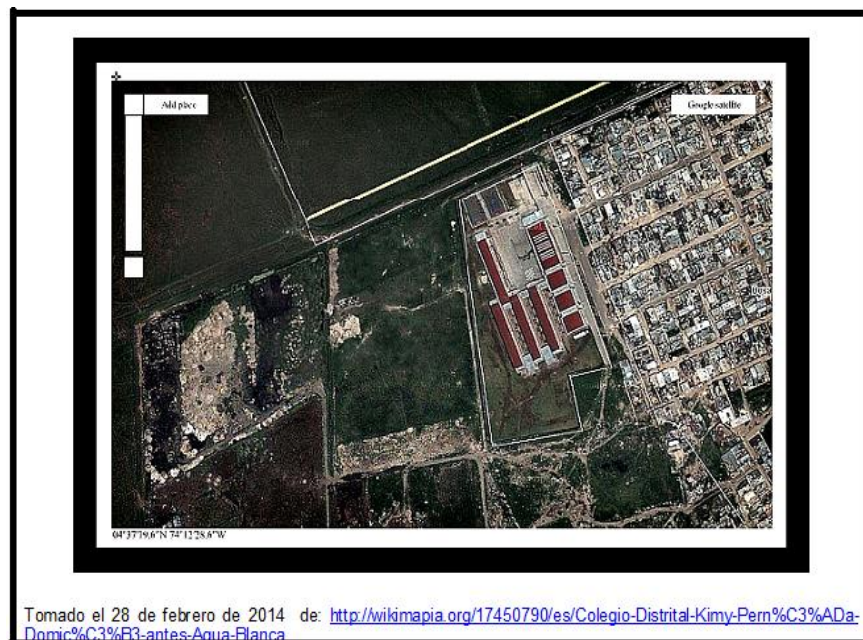 Add place
Google satellite
04°37'19,6"N 74°12'28,6"W
Tomado el 28 de febrero de 2014 de: http://wikimapia.org/17450790/es/Colegio-Distrital-Kimy-Pern%C3%ADa-
Domic%C3%B3-antes-Agua-Blanca